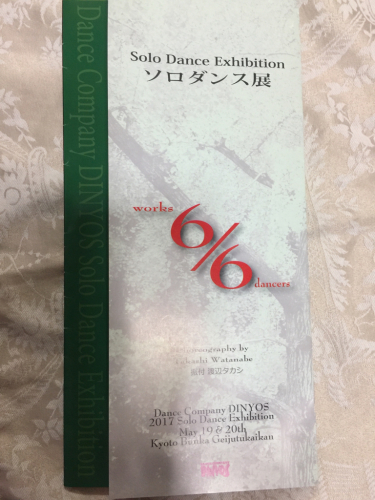 Dance Company DINYOS Solo Dance Exhibition
Solo Dance Exhibition
ソロダンス展
works
6/6
dancers
Choreography by
Takashi Watanabe
振付 渡辺タカシ
Dance Company DINYOS
2017 Solo Dance Exhibition
May 19 & 20th
Kyoto Bunka Geijutukaikan